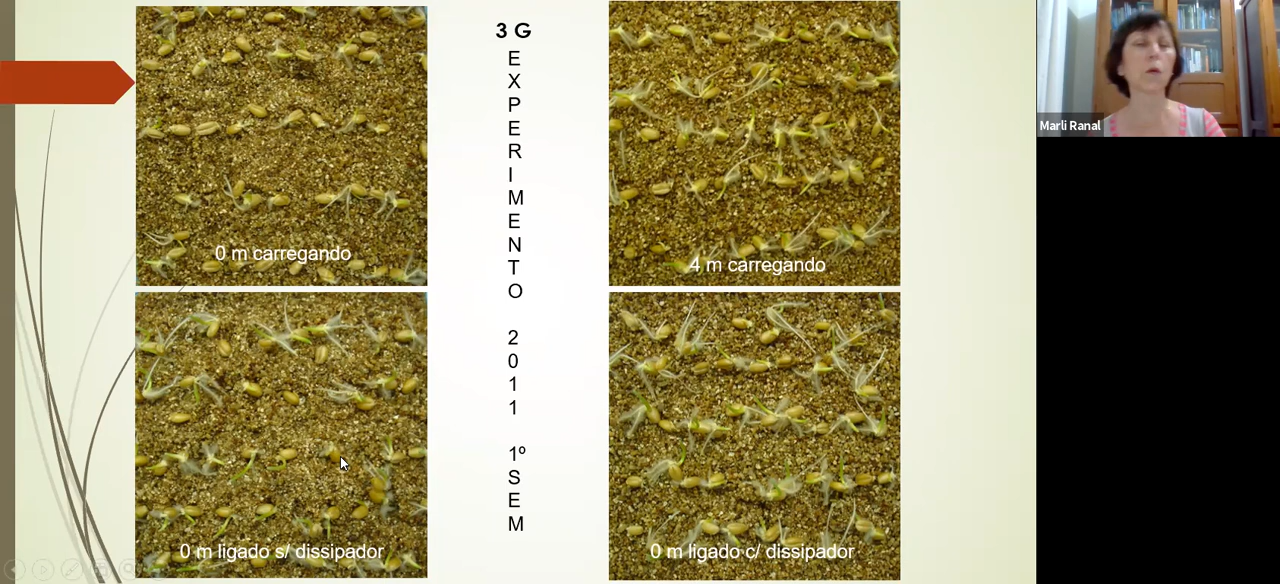 0 m carregando
3 G
E
X
P
E
R
I
M
E
N
T
O
2
0
1
1
1º
S
E
M
4 m carregando
0 m ligado s/ dissipador
0 m ligado c/ dissipador
Marli Ranal